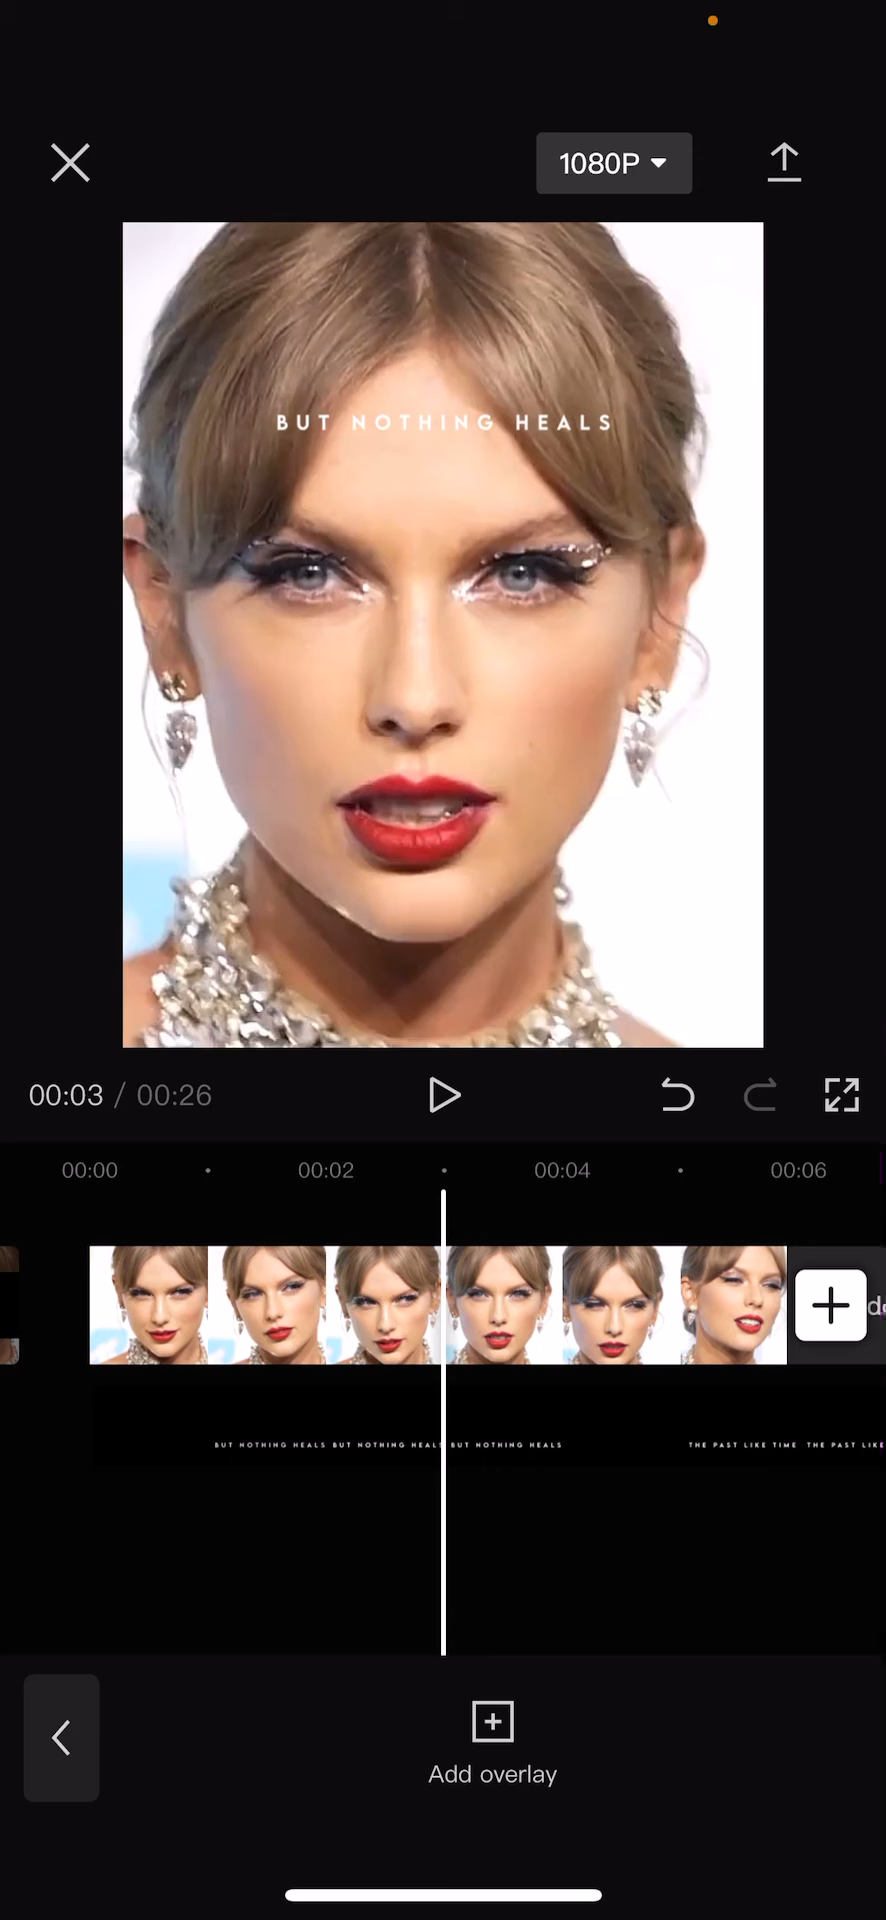 1080P
BUT NOTHING HEALS
00:03 / 00:26
00:00 00:02 00:04 00:06
BUT NOTHING HEALS BUT NOTHING HEALS BUT NOTHING HEALS THE PAST LIKE TIME THE PAST LIKE
Add overlay